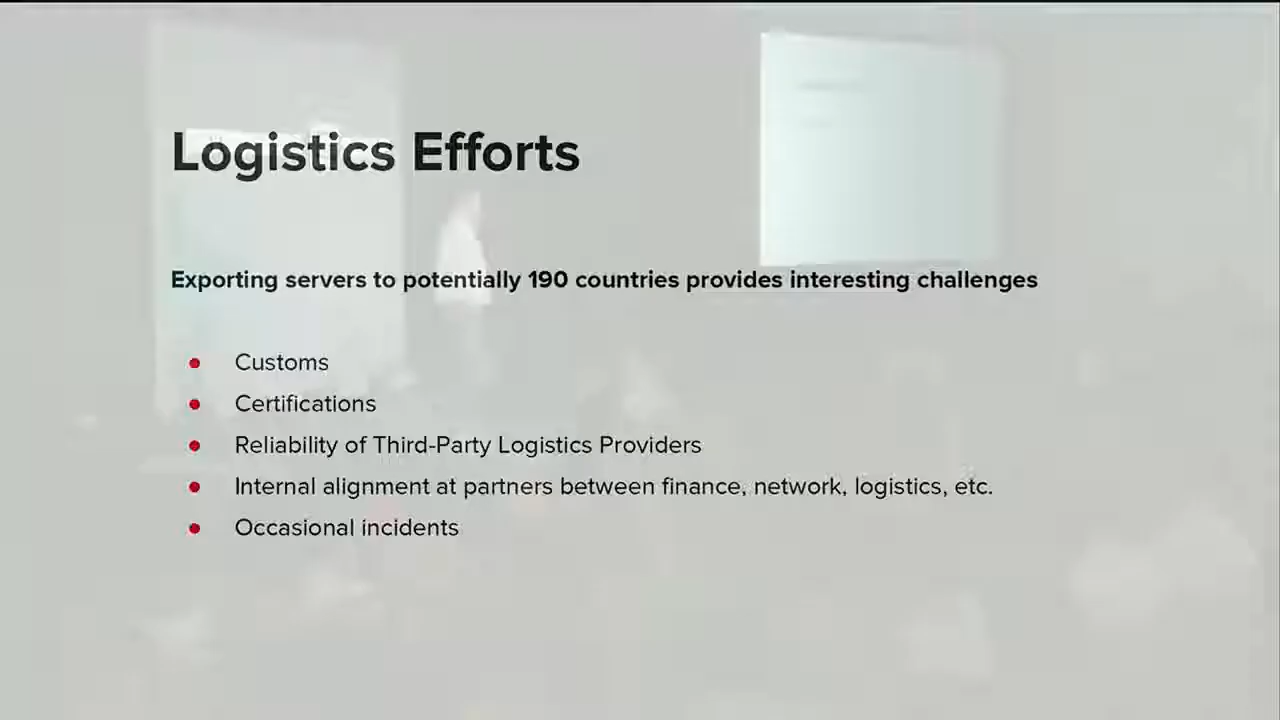 Logistics Efforts
Exporting servers to potentially 190 countries provides interesting challenges
Customs
Certifications
Reliability of Third-Party Logistics Providers
Internal alignment at partners between finance, network, logistics, etc.
Occasional incidents